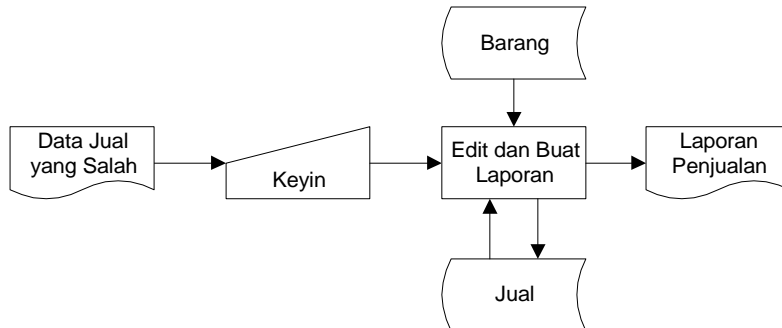 Barang
Data Jual
yang Salah
Keyin
Edit dan Buat
Laporan
Laporan
Penjualan
Jual